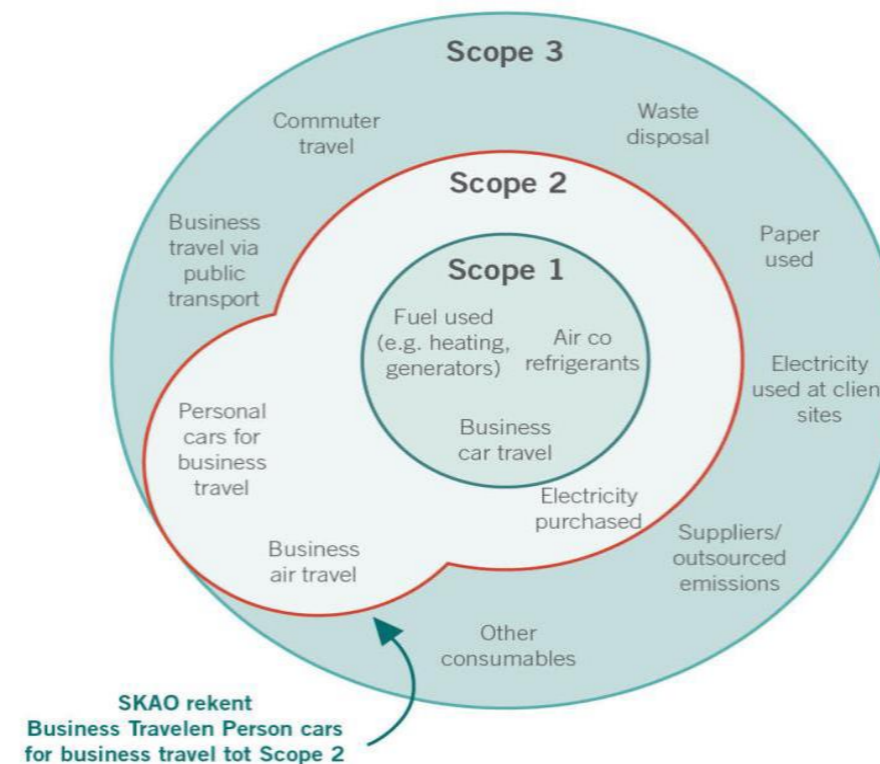 Scope 3
Commuter
travel
Waste
disposal
Scope 2
Business
travel via
public
transport
Paper
used
Scope 1
Fuel used
(e.g. heating,
generators)
Air co
refrigerants
Electricity
used at client
sites
Business
car travel
Personal
cars for
business
travel
Electricity
purchased
Business
air travel
Suppliers/
outsourced
emissions
Other
consumables
SKAO rekent
Business Travelen Person cars
for business travel tot Scope 2